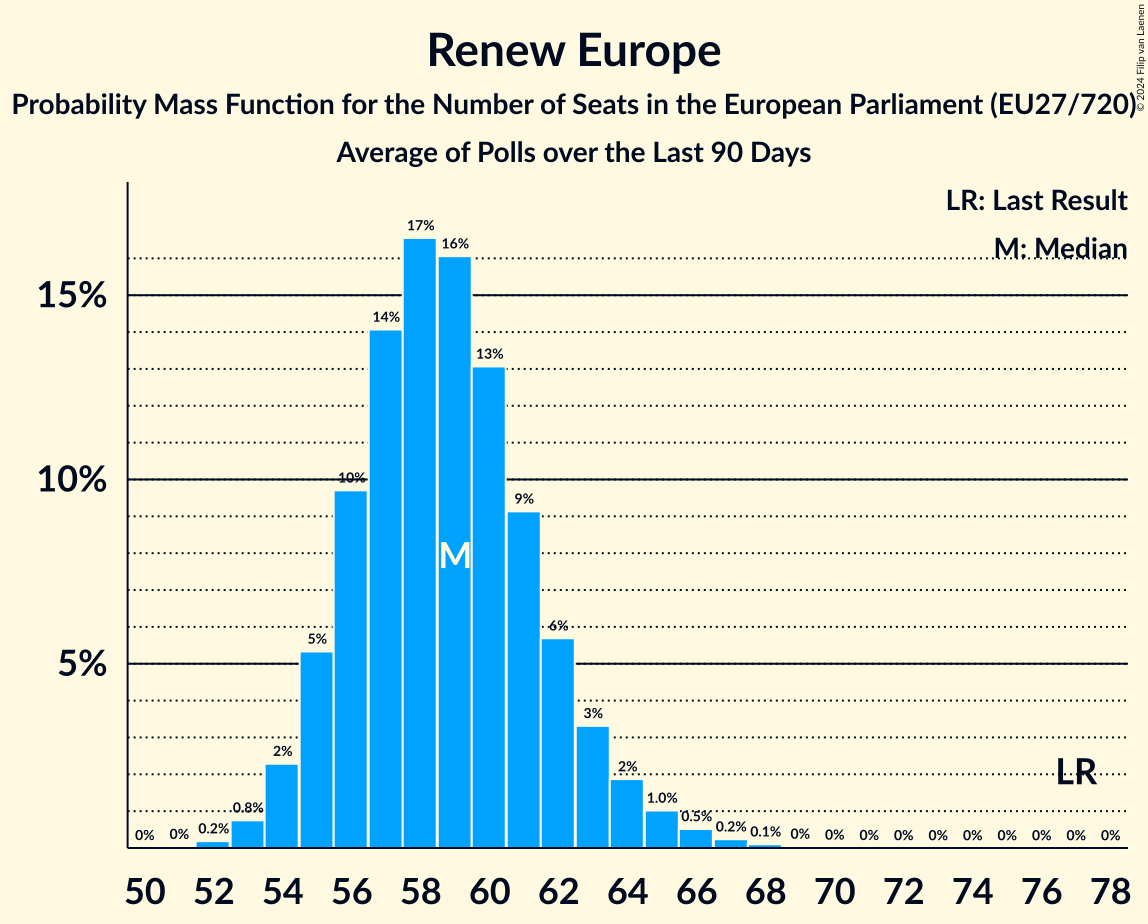 Renew Europe
Probability Mass Function for the Number of Seats in the European Parliament (EU27/720)
Average of Polls over the Last 90 Days
© 2024 Filip van Laenen
LR: Last Result
M: Median
15%
10%
5%
0% 0% 0.2% 0.8% 2% 5% 10% 14% 17% 16% 13% 9% 6% 3% 2% 1.0% 0.5% 0.2% 0.1% 0% 0% 0% 0% 0% 0% 0% 0% 0% 0%
M
LR
50 52 54 56 58 60 62 64 66 68 70 72 74 76 78